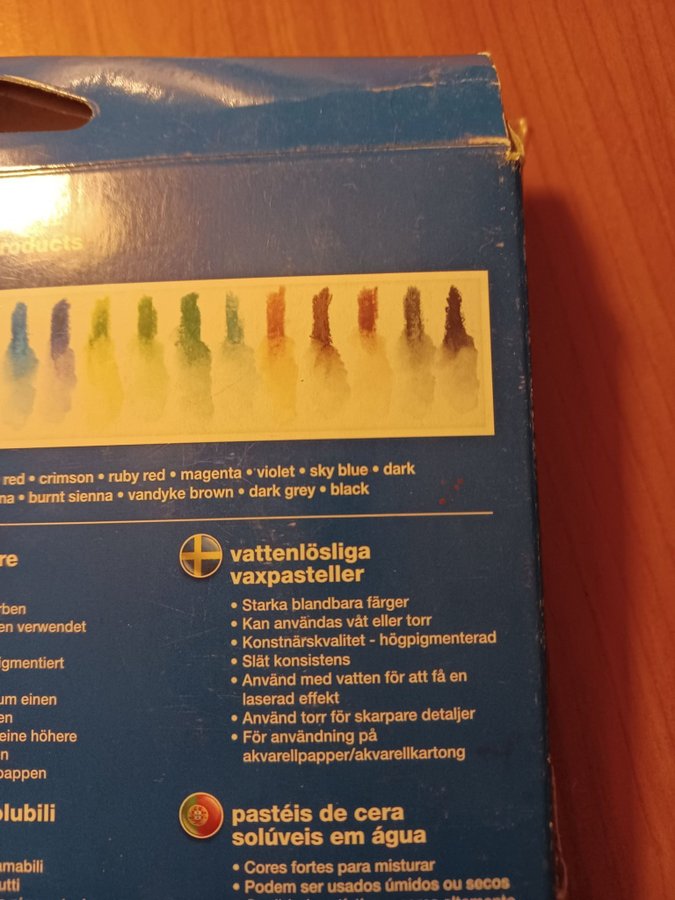 products
red • crimson • ruby red • magenta • violet • sky blue • dark
na • burnt sienna • vandyke brown • dark grey • black
re
rben
en verwendet
igmentiert
um einen
en
eine höhere
n
pappen
olubili
amabili
utti
vattenlösliga
vaxpasteller
• Starka blandbara färger
• Kan användas våt eller torr
• Konstnärskvalitet - högpigmenterad
• Slät konsistens
• Använd med vatten för att få en
laserad effekt
• Använd torr för skarpare detaljer
• För användning på
akvarellpapper/akvarellkartong
pastéis de cera
solúveis em água
• Cores fortes para misturar
• Podem ser usados úmidos ou secos